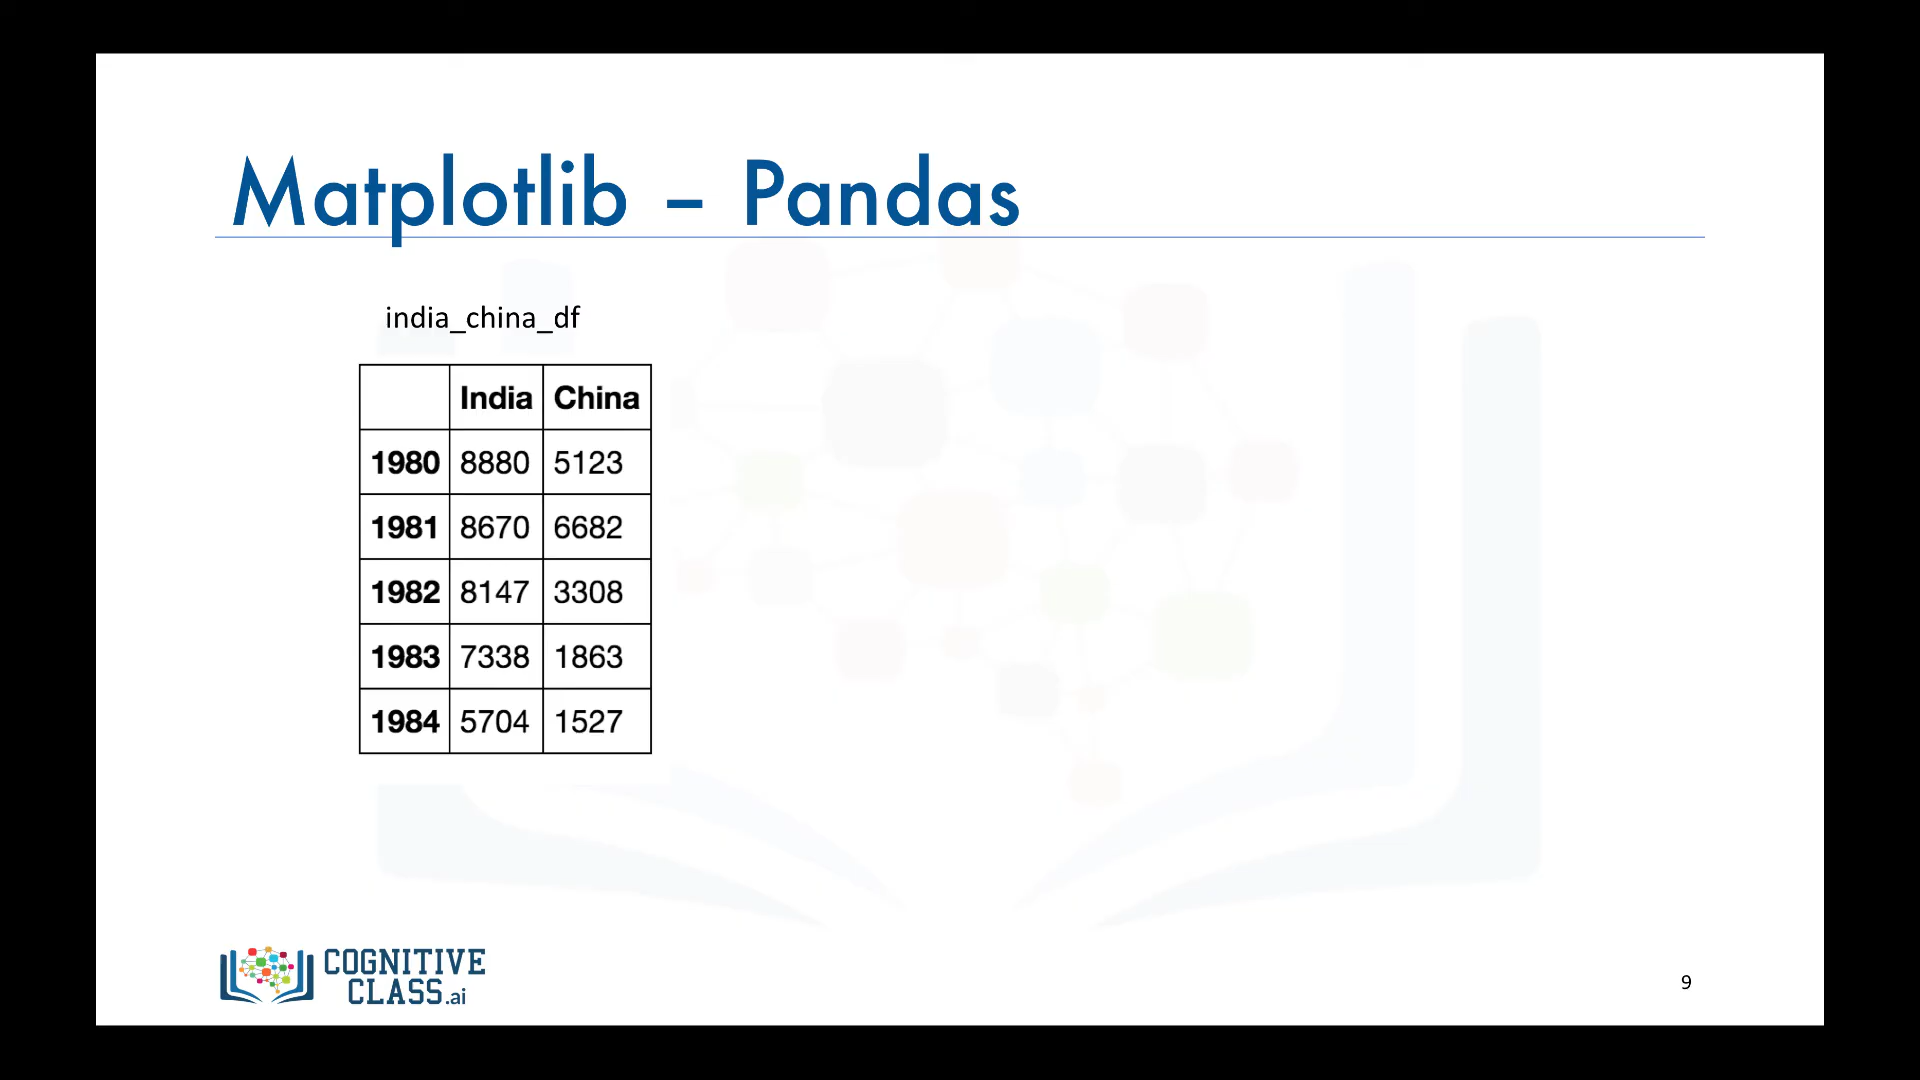 Matplotlib – Pandas
india_china_df
India China
1980 8880 5123
1981 8670 6682
1982 8147 3308
1983 7338 1863
1984 5704 1527
COGNITIVE
CLASS.ai
9